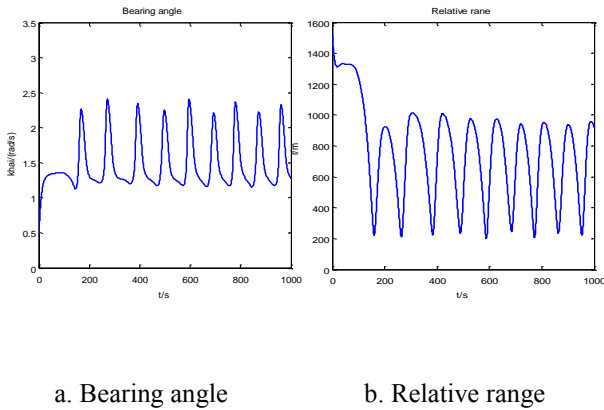 Bearing angle
3.5
3
2.5
2
1.5
1
0.5
0
khai/(rad/s)
0 200 400 600 800 1000
t/s
Relative rane
1600
1400
1200
1000
800
600
400
200
0
r/m
0 200 400 600 800 1000
t/s
a. Bearing angle
b. Relative range